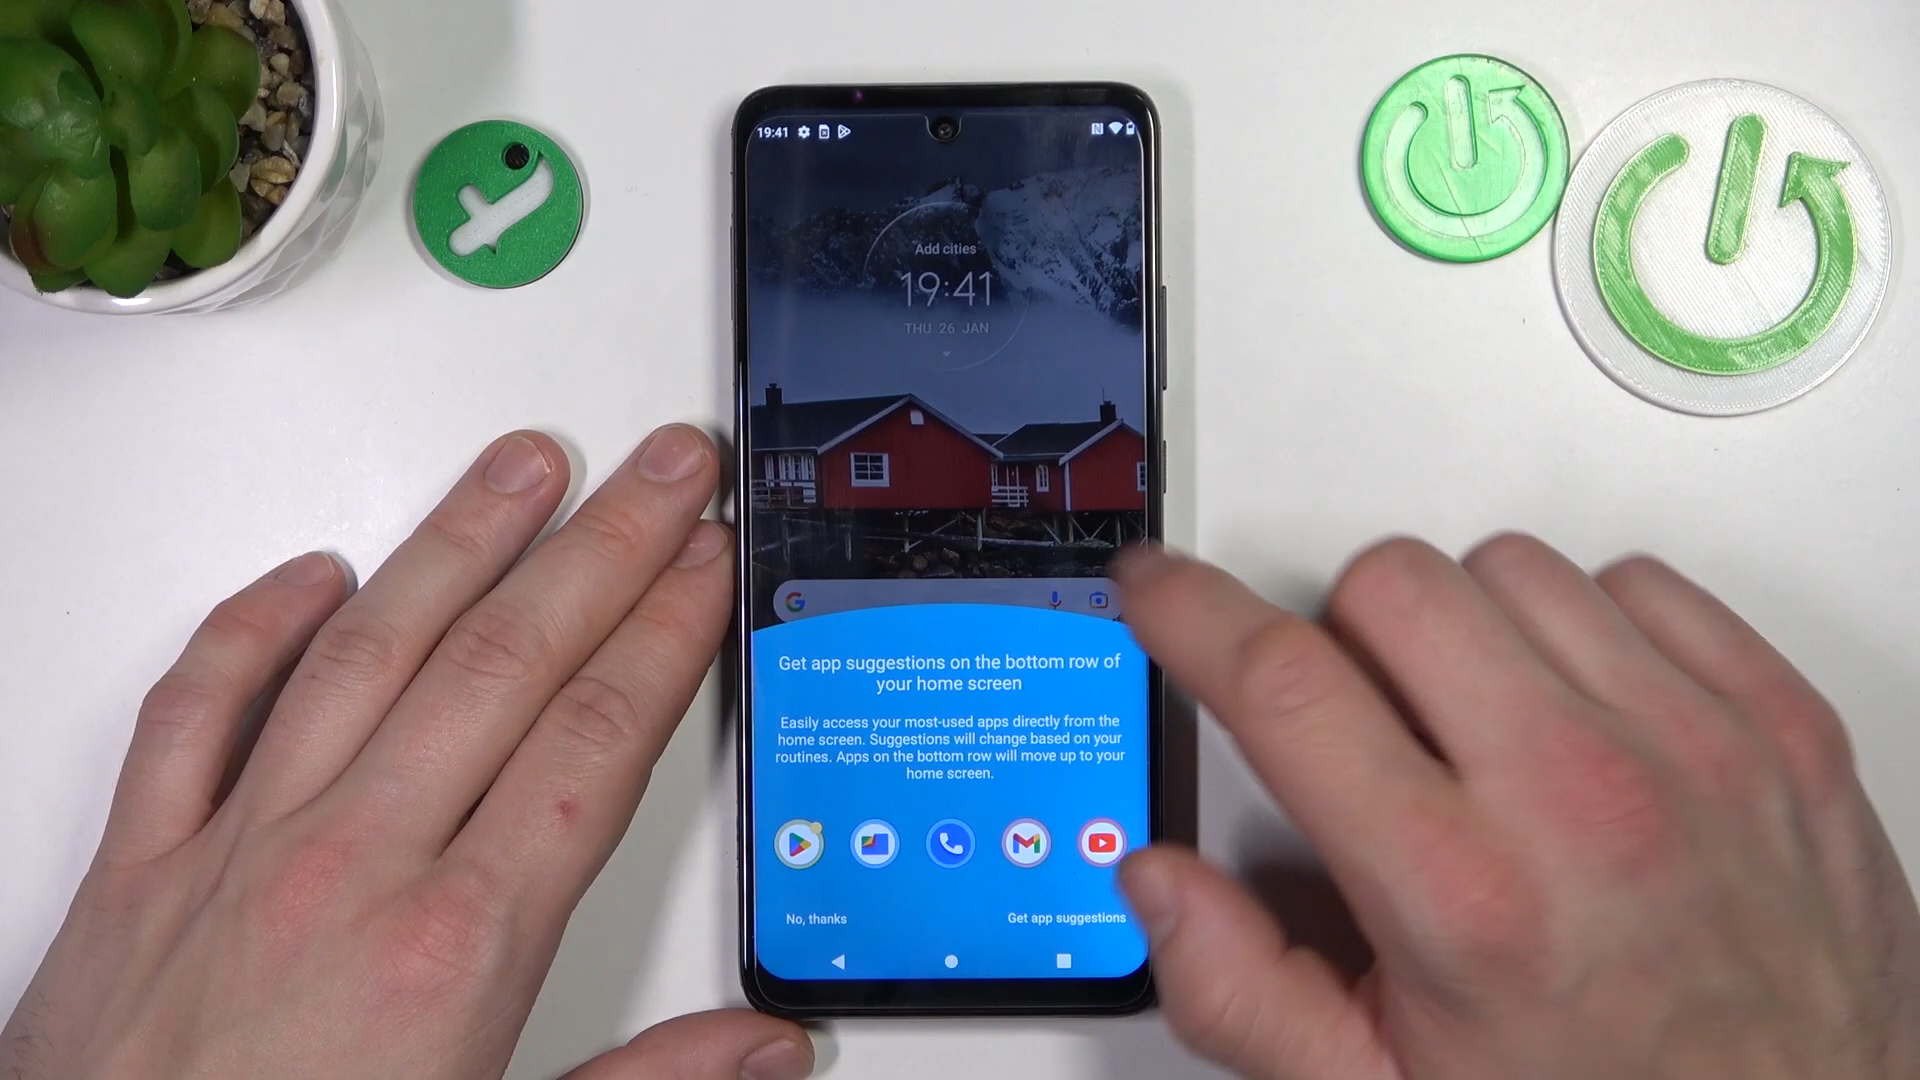 19:41
Add cities
19:41
THU 26 JAN
Get app suggestions on the bottom row of
your home screen
Easily access your most-used apps directly from the
home screen. Suggestions will change based on your
routines. Apps on the bottom row will move up to your
home screen.
No, thanks
Get app suggestions